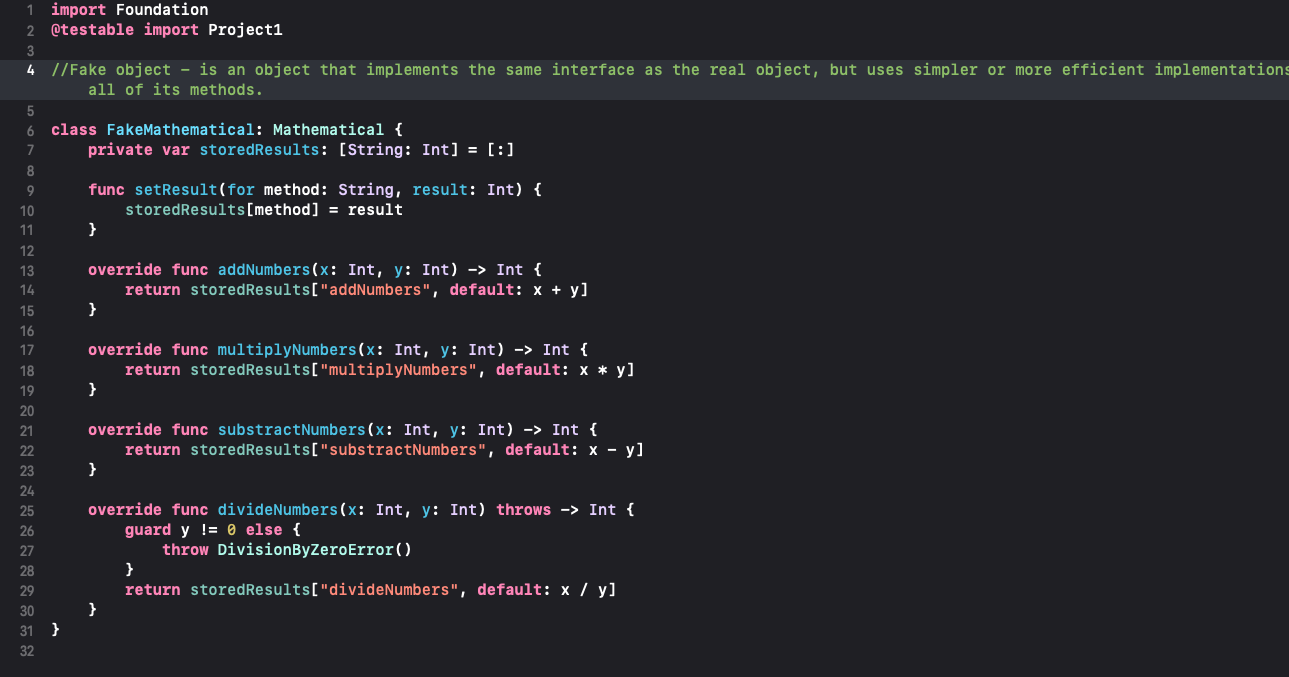 1 import Foundation
2 @testable import Project1
3
4 //Fake object – is an object that implements the same interface as the real object, but uses simpler or more efficient implementations
all of its methods.
5
6 class FakeMathematical: Mathematical {
7     private var storedResults: [String: Int] = [:]
8
9     func setResult(for method: String, result: Int) {
10         storedResults[method] = result
11     }
12
13     override func addNumbers(x: Int, y: Int) -> Int {
14         return storedResults["addNumbers", default: x + y]
15     }
16
17     override func multiplyNumbers(x: Int, y: Int) -> Int {
18         return storedResults["multiplyNumbers", default: x * y]
19     }
20
21     override func substractNumbers(x: Int, y: Int) -> Int {
22         return storedResults["substractNumbers", default: x - y]
23     }
24
25     override func divideNumbers(x: Int, y: Int) throws -> Int {
26         guard y != 0 else {
27             throw DivisionByZeroError()
28         }
29         return storedResults["divideNumbers", default: x / y]
30     }
31 }
32